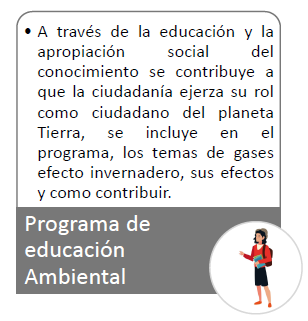 • A través de la educación y la
apropiación social del
conocimiento se contribuye a
que la ciudadanía ejerza su rol
como ciudadano del planeta
Tierra, se incluye en el
programa, los temas de gases
efecto invernadero, sus efectos
y como contribuir.
Programa de
educación
Ambiental